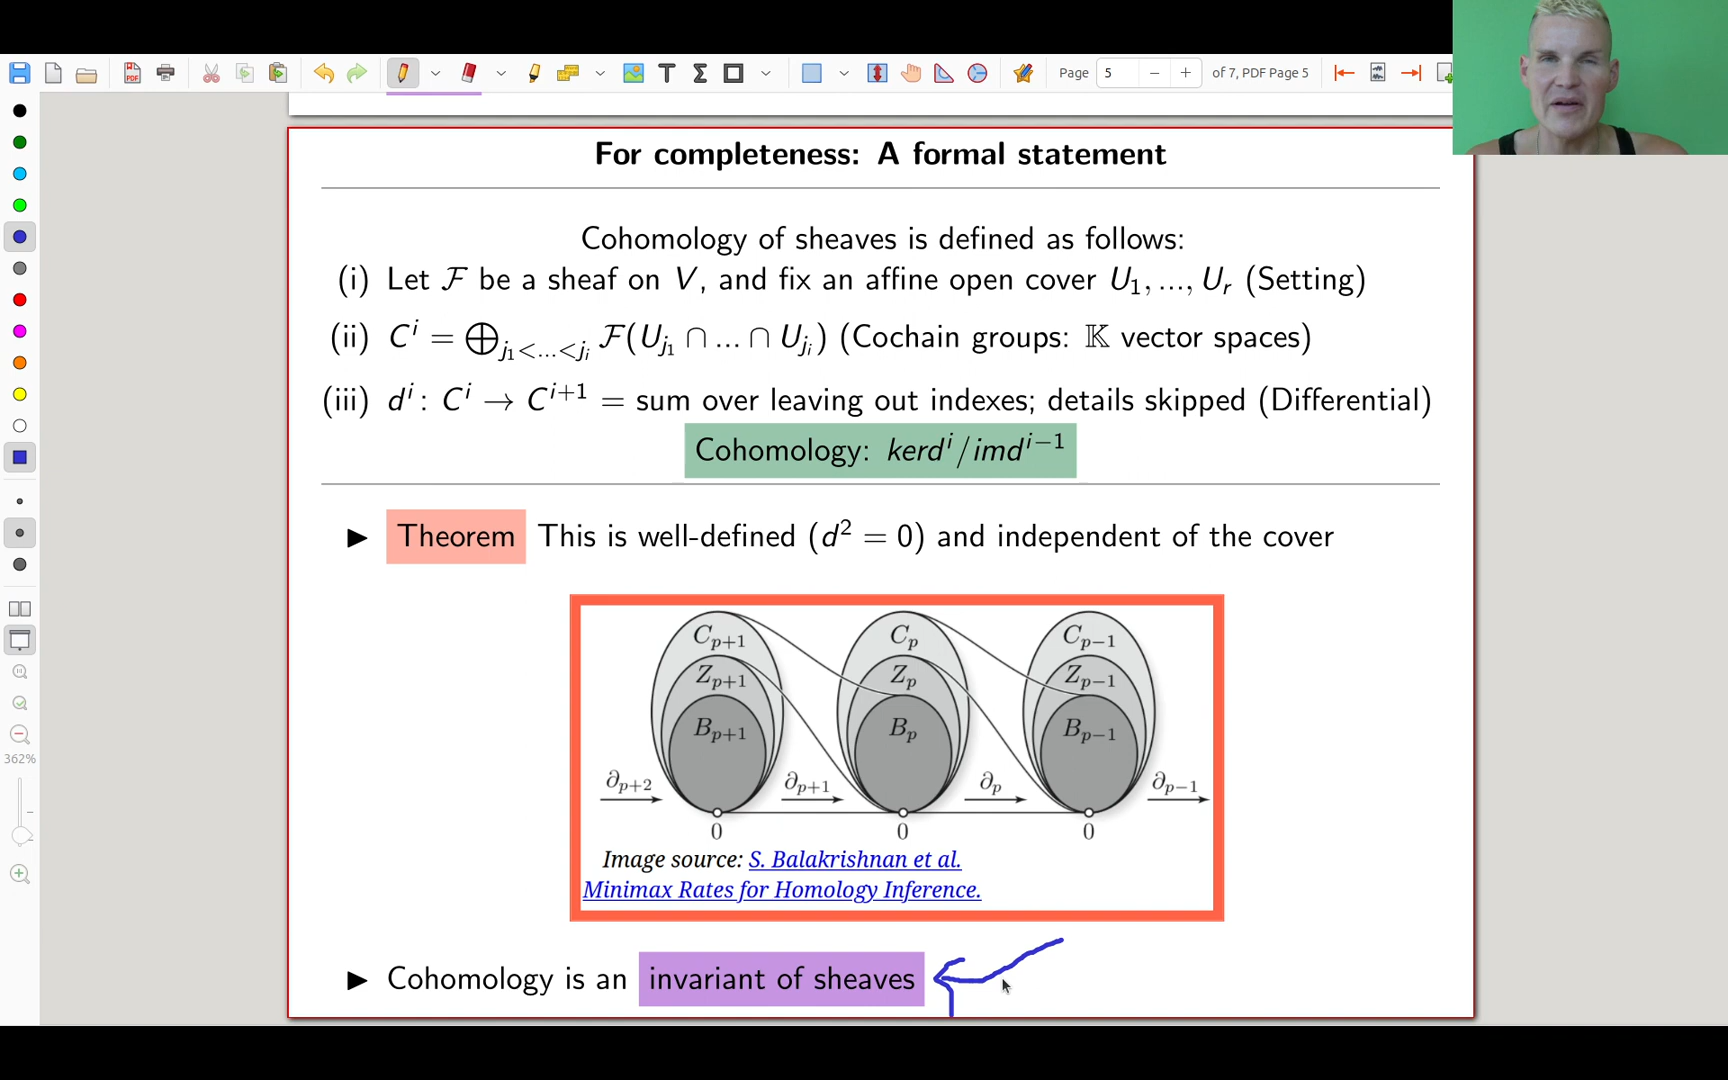 Page 5 of 7, PDF Page 5
PDF
For completeness: A formal statement
Cohomology of sheaves is defined as follows:
(i) Let ℱ be a sheaf on V, and fix an affine open cover U₁, ..., Uᵣ (Setting)
(ii) Cⁱ = ⨁_{j₁<...<jᵢ} ℱ(U_{j₁} ∩ ... ∩ U_{jᵢ}) (Cochain groups: 𝕂 vector spaces)
(iii) dⁱ: Cⁱ → Cⁱ⁺¹ = sum over leaving out indexes; details skipped (Differential)
Cohomology: kerdⁱ/imdⁱ⁻¹
▶ Theorem This is well-defined (d² = 0) and independent of the cover
C_{p+1} C_p C_{p−1}
Z_{p+1} Z_p Z_{p−1}
B_{p+1} B_p B_{p−1}
∂_{p+2} ∂_{p+1} ∂_p ∂_{p−1}
0 0 0
Image source: S. Balakrishnan et al.
Minimax Rates for Homology Inference.
▶ Cohomology is an invariant of sheaves
362%